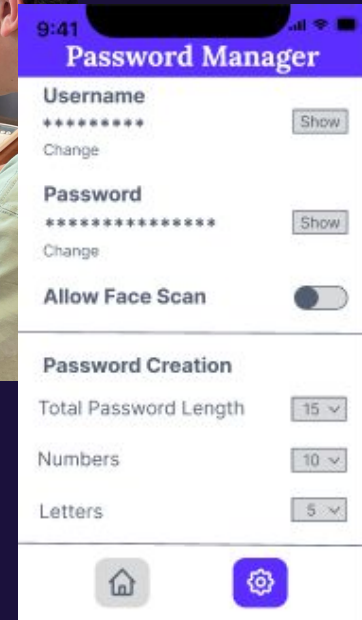 9:41
Password Manager
Username
*********
Show
Change
Password
***************
Show
Change
Allow Face Scan
Password Creation
Total Password Length 15
Numbers 10
Letters 5